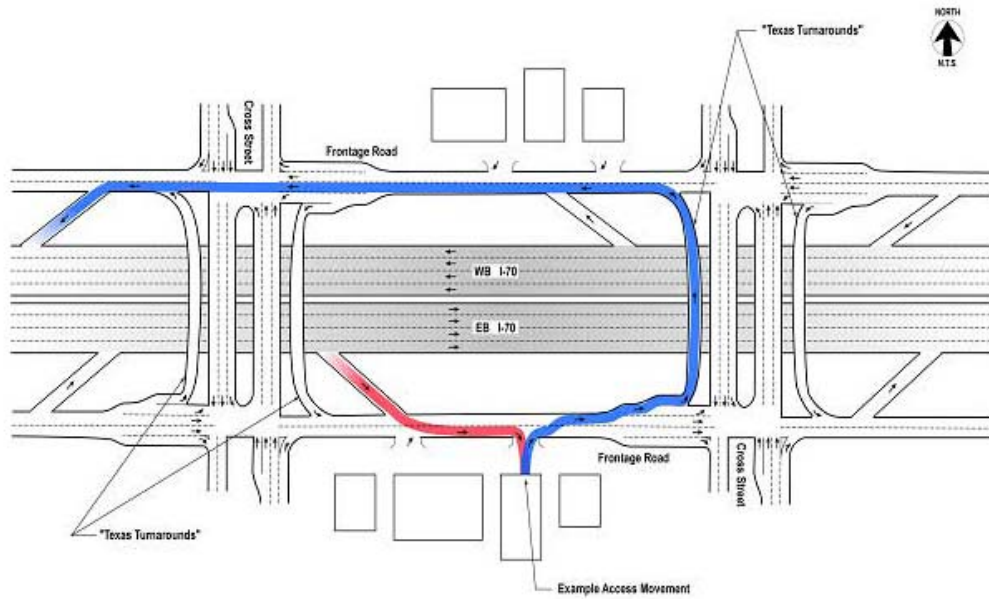 "Texas Turnarounds"
NORTH
N.T.S.
Cross Street
Frontage Road
WB I-70
EB I-70
Frontage Road
Cross Street
"Texas Turnarounds"
Example Access Movement